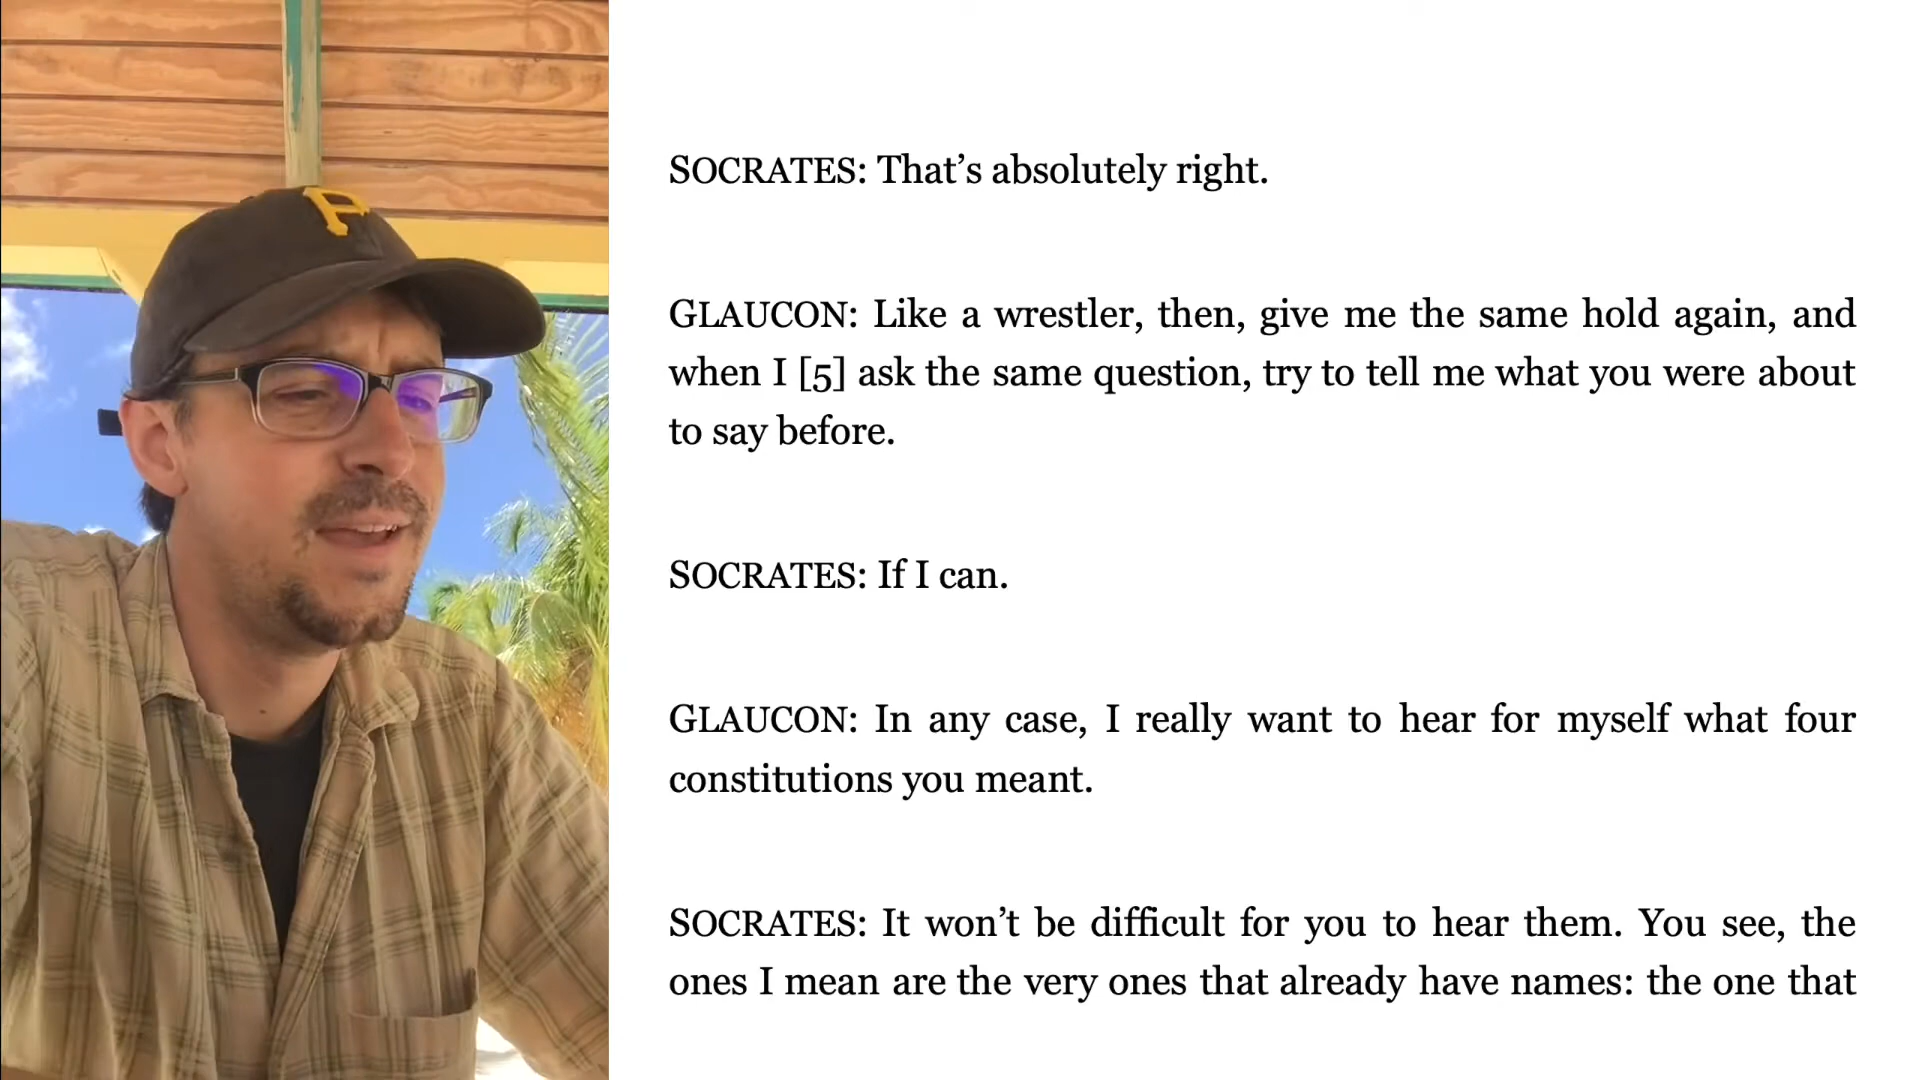 P
SOCRATES: That’s absolutely right.
GLAUCON: Like a wrestler, then, give me the same hold again, and
when I [5] ask the same question, try to tell me what you were about
to say before.
SOCRATES: If I can.
GLAUCON: In any case, I really want to hear for myself what four
constitutions you meant.
SOCRATES: It won’t be difficult for you to hear them. You see, the
ones I mean are the very ones that already have names: the one that